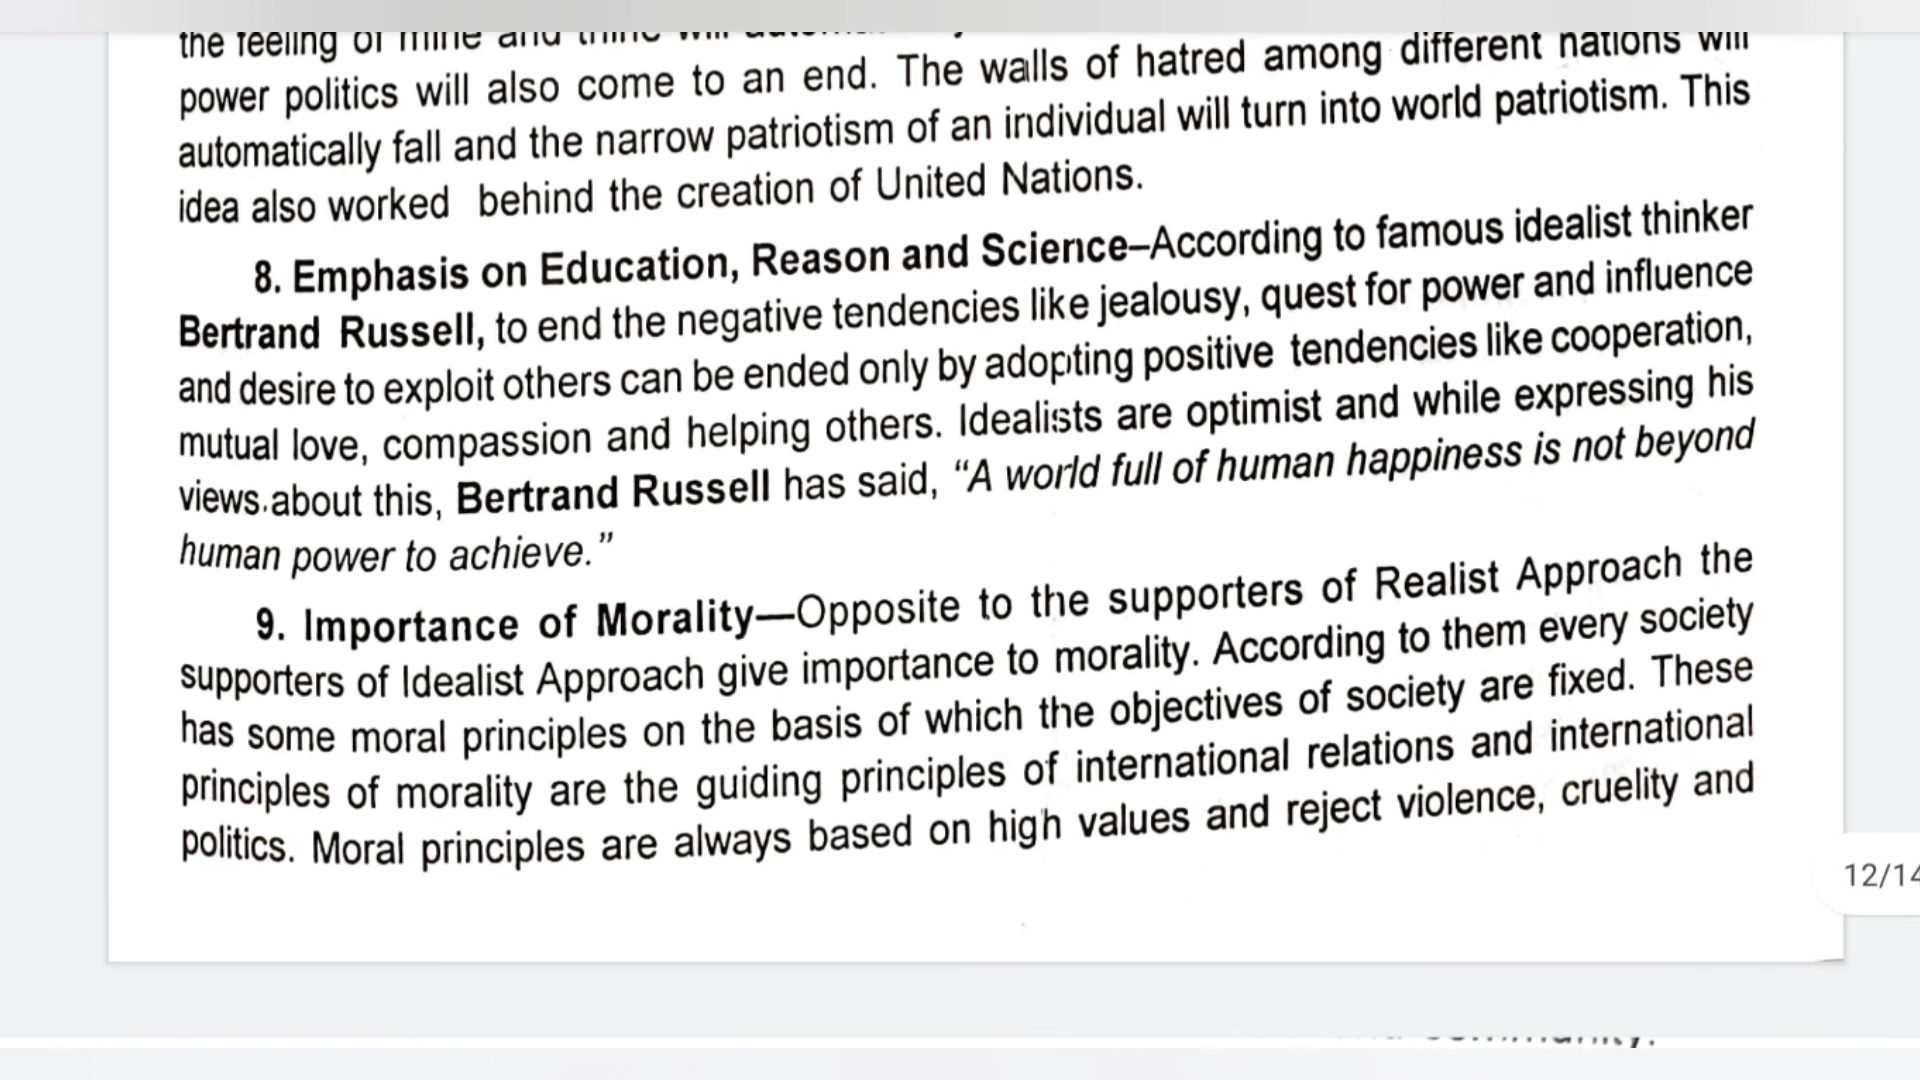 the feeling of mine and thine will
power politics will also come to an end. The walls of hatred among different nations will
automatically fall and the narrow patriotism of an individual will turn into world patriotism. This
idea also worked behind the creation of United Nations.
8. Emphasis on Education, Reason and Science–According to famous idealist thinker
Bertrand Russell, to end the negative tendencies like jealousy, quest for power and influence
and desire to exploit others can be ended only by adopting positive tendencies like cooperation,
mutual love, compassion and helping others. Idealists are optimist and while expressing his
views about this, Bertrand Russell has said, “A world full of human happiness is not beyond
human power to achieve.”
9. Importance of Morality—Opposite to the supporters of Realist Approach the
supporters of Idealist Approach give importance to morality. According to them every society
has some moral principles on the basis of which the objectives of society are fixed. These
principles of morality are the guiding principles of international relations and international
politics. Moral principles are always based on high values and reject violence, cruelity and
12/14